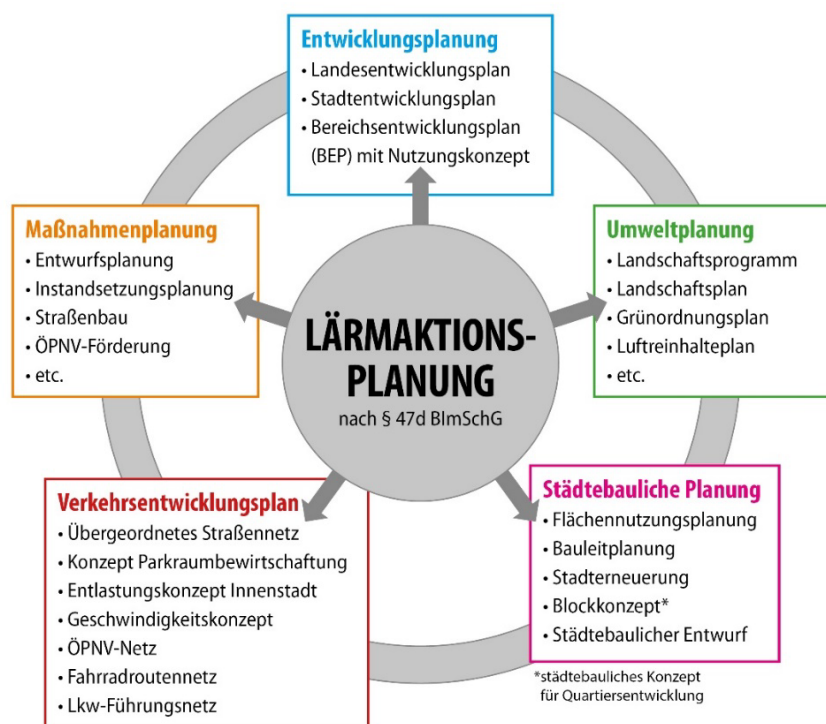 Entwicklungsplanung
• Landesentwicklungsplan
• Stadtentwicklungsplan
• Bereichsentwicklungsplan
(BEP) mit Nutzungskonzept
Maßnahmenplanung
• Entwurfsplanung
• Instandsetzungsplanung
• Straßenbau
• ÖPNV-Förderung
• etc.
Umweltplanung
• Landschaftsprogramm
• Landschaftsplan
• Grünordnungsplan
• Luftreinhalteplan
• etc.
LÄRMAKTIONS-
PLANUNG
nach § 47d BImSchG
Verkehrsentwicklungsplan
• Übergeordnetes Straßennetz
• Konzept Parkraumbewirtschaftung
• Entlastungskonzept Innenstadt
• Geschwindigkeitskonzept
• ÖPNV-Netz
• Fahrradroutennetz
• Lkw-Führungsnetz
Städtebauliche Planung
• Flächennutzungsplanung
• Bauleitplanung
• Stadterneuerung
• Blockkonzept*
• Städtebaulicher Entwurf
*städtebauliches Konzept
für Quartiersentwicklung